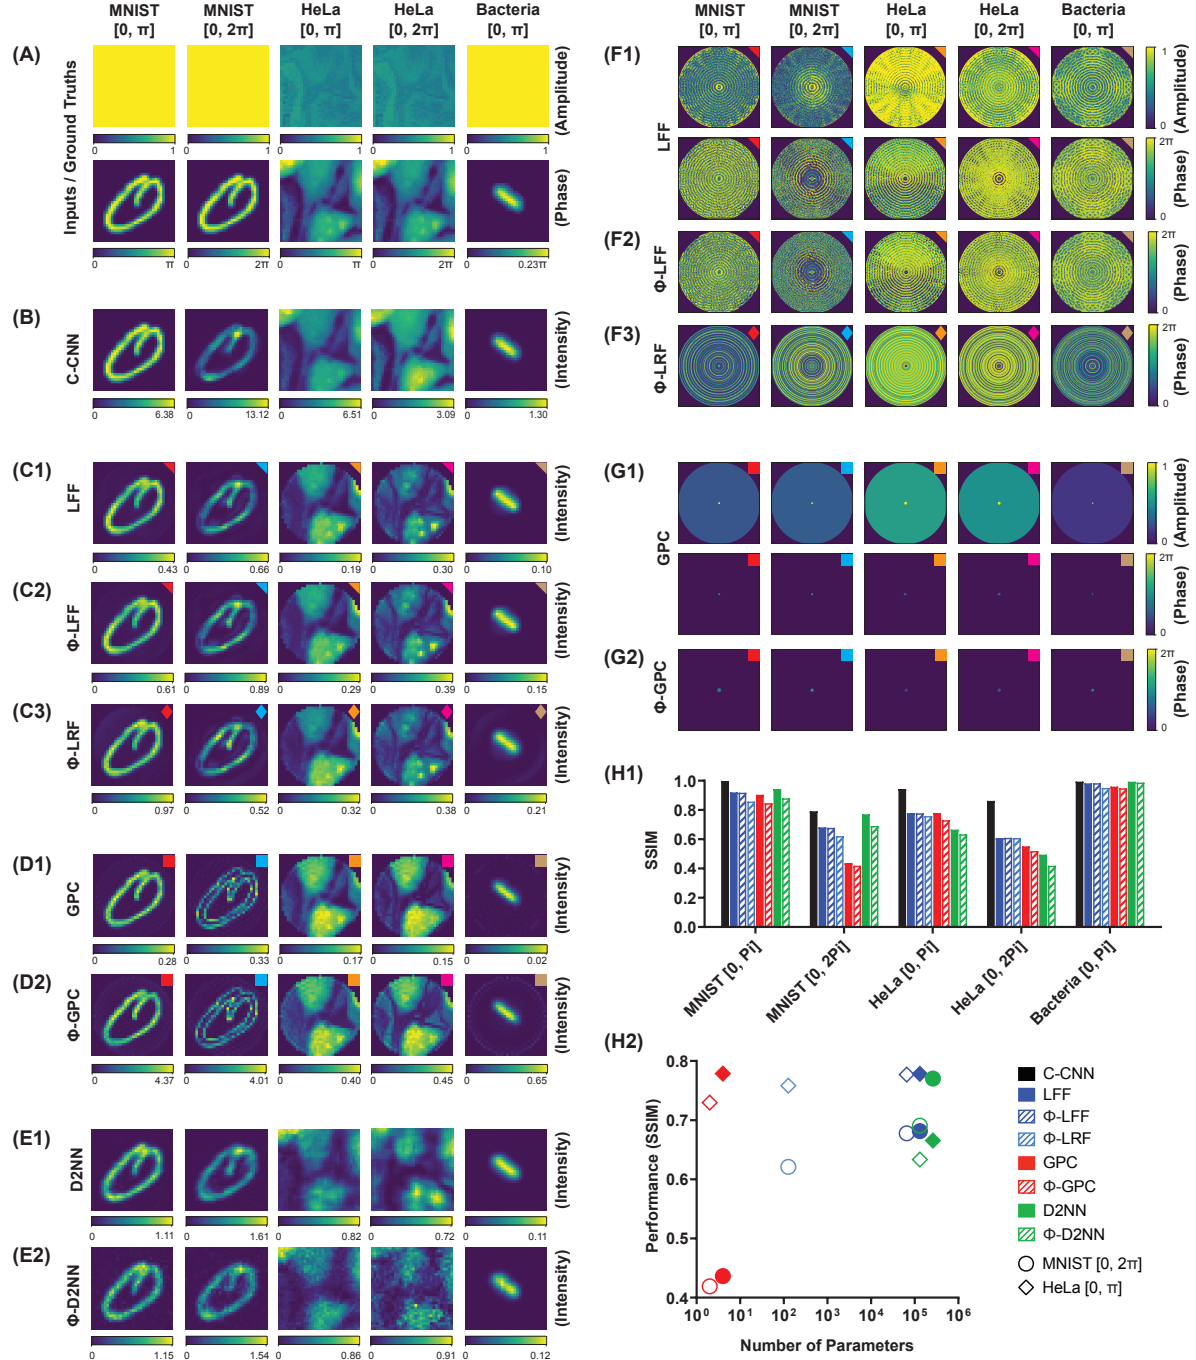 MNIST [0, π]
MNIST [0, 2π]
HeLa [0, π]
HeLa [0, 2π]
Bacteria [0, π]
(A)
Inputs / Ground Truths
(Amplitude)
0 1
0 1
0 1
0 1
0 1
(Phase)
0 π
0 2π
0 π
0 2π
0 0.23π
(B)
C-CNN
(Intensity)
0 6.38
0 13.12
0 6.51
0 3.09
0 1.30
(C1)
LFF
(Intensity)
0 0.43
0 0.66
0 0.19
0 0.30
0 0.10
(C2)
Φ-LFF
(Intensity)
0 0.61
0 0.89
0 0.29
0 0.39
0 0.15
(C3)
Φ-LRF
(Intensity)
0 0.97
0 0.52
0 0.32
0 0.38
0 0.21
(D1)
GPC
(Intensity)
0 0.28
0 0.33
0 0.17
0 0.15
0 0.02
(D2)
Φ-GPC
(Intensity)
0 4.37
0 4.01
0 0.40
0 0.45
0 0.65
(E1)
D2NN
(Intensity)
0 1.11
0 1.61
0 0.82
0 0.72
0 0.11
(E2)
Φ-D2NN
(Intensity)
0 1.15
0 1.54
0 0.86
0 0.91
0 0.12
MNIST [0, π]
MNIST [0, 2π]
HeLa [0, π]
HeLa [0, 2π]
Bacteria [0, π]
(F1)
LFF
1
0
(Amplitude)
2π
0
(Phase)
(F2)
Φ-LFF
2π
0
(Phase)
(F3)
Φ-LRF
2π
0
(Phase)
(G1)
GPC
1
0
(Amplitude)
2π
0
(Phase)
(G2)
Φ-GPC
2π
0
(Phase)
(H1)
SSIM
1.0
0.8
0.6
0.4
0.2
0.0
MNIST [0, PI]
MNIST [0, 2PI]
HeLa [0, PI]
HeLa [0, 2PI]
Bacteria [0, PI]
(H2)
Performance (SSIM)
0.8
0.7
0.6
0.5
0.4
10⁰ 10¹ 10² 10³ 10⁴ 10⁵ 10⁶
Number of Parameters
C-CNN
LFF
Φ-LFF
Φ-LRF
GPC
Φ-GPC
D2NN
Φ-D2NN
MNIST [0, 2π]
HeLa [0, π]